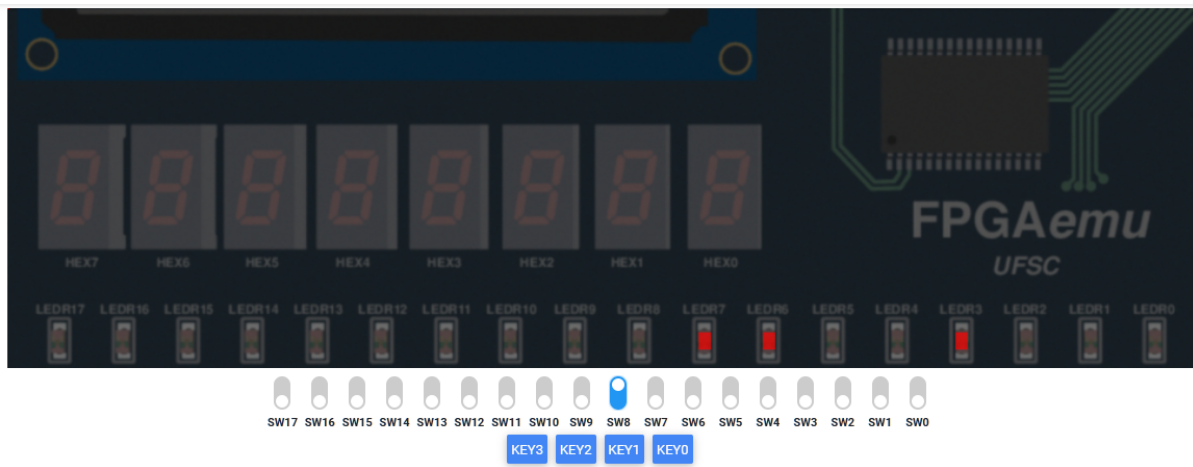 FPGAemu
UFSC
HEX7 HEX6 HEX5 HEX4 HEX3 HEX2 HEX1 HEX0
LEDR17 LEDR16 LEDR15 LEDR14 LEDR13 LEDR12 LEDR11 LEDR10 LEDR9 LEDR8 LEDR7 LEDR6 LEDR5 LEDR4 LEDR3 LEDR2 LEDR1 LEDR0
SW17 SW16 SW15 SW14 SW13 SW12 SW11 SW10 SW9 SW8 SW7 SW6 SW5 SW4 SW3 SW2 SW1 SW0
KEY3 KEY2 KEY1 KEY0